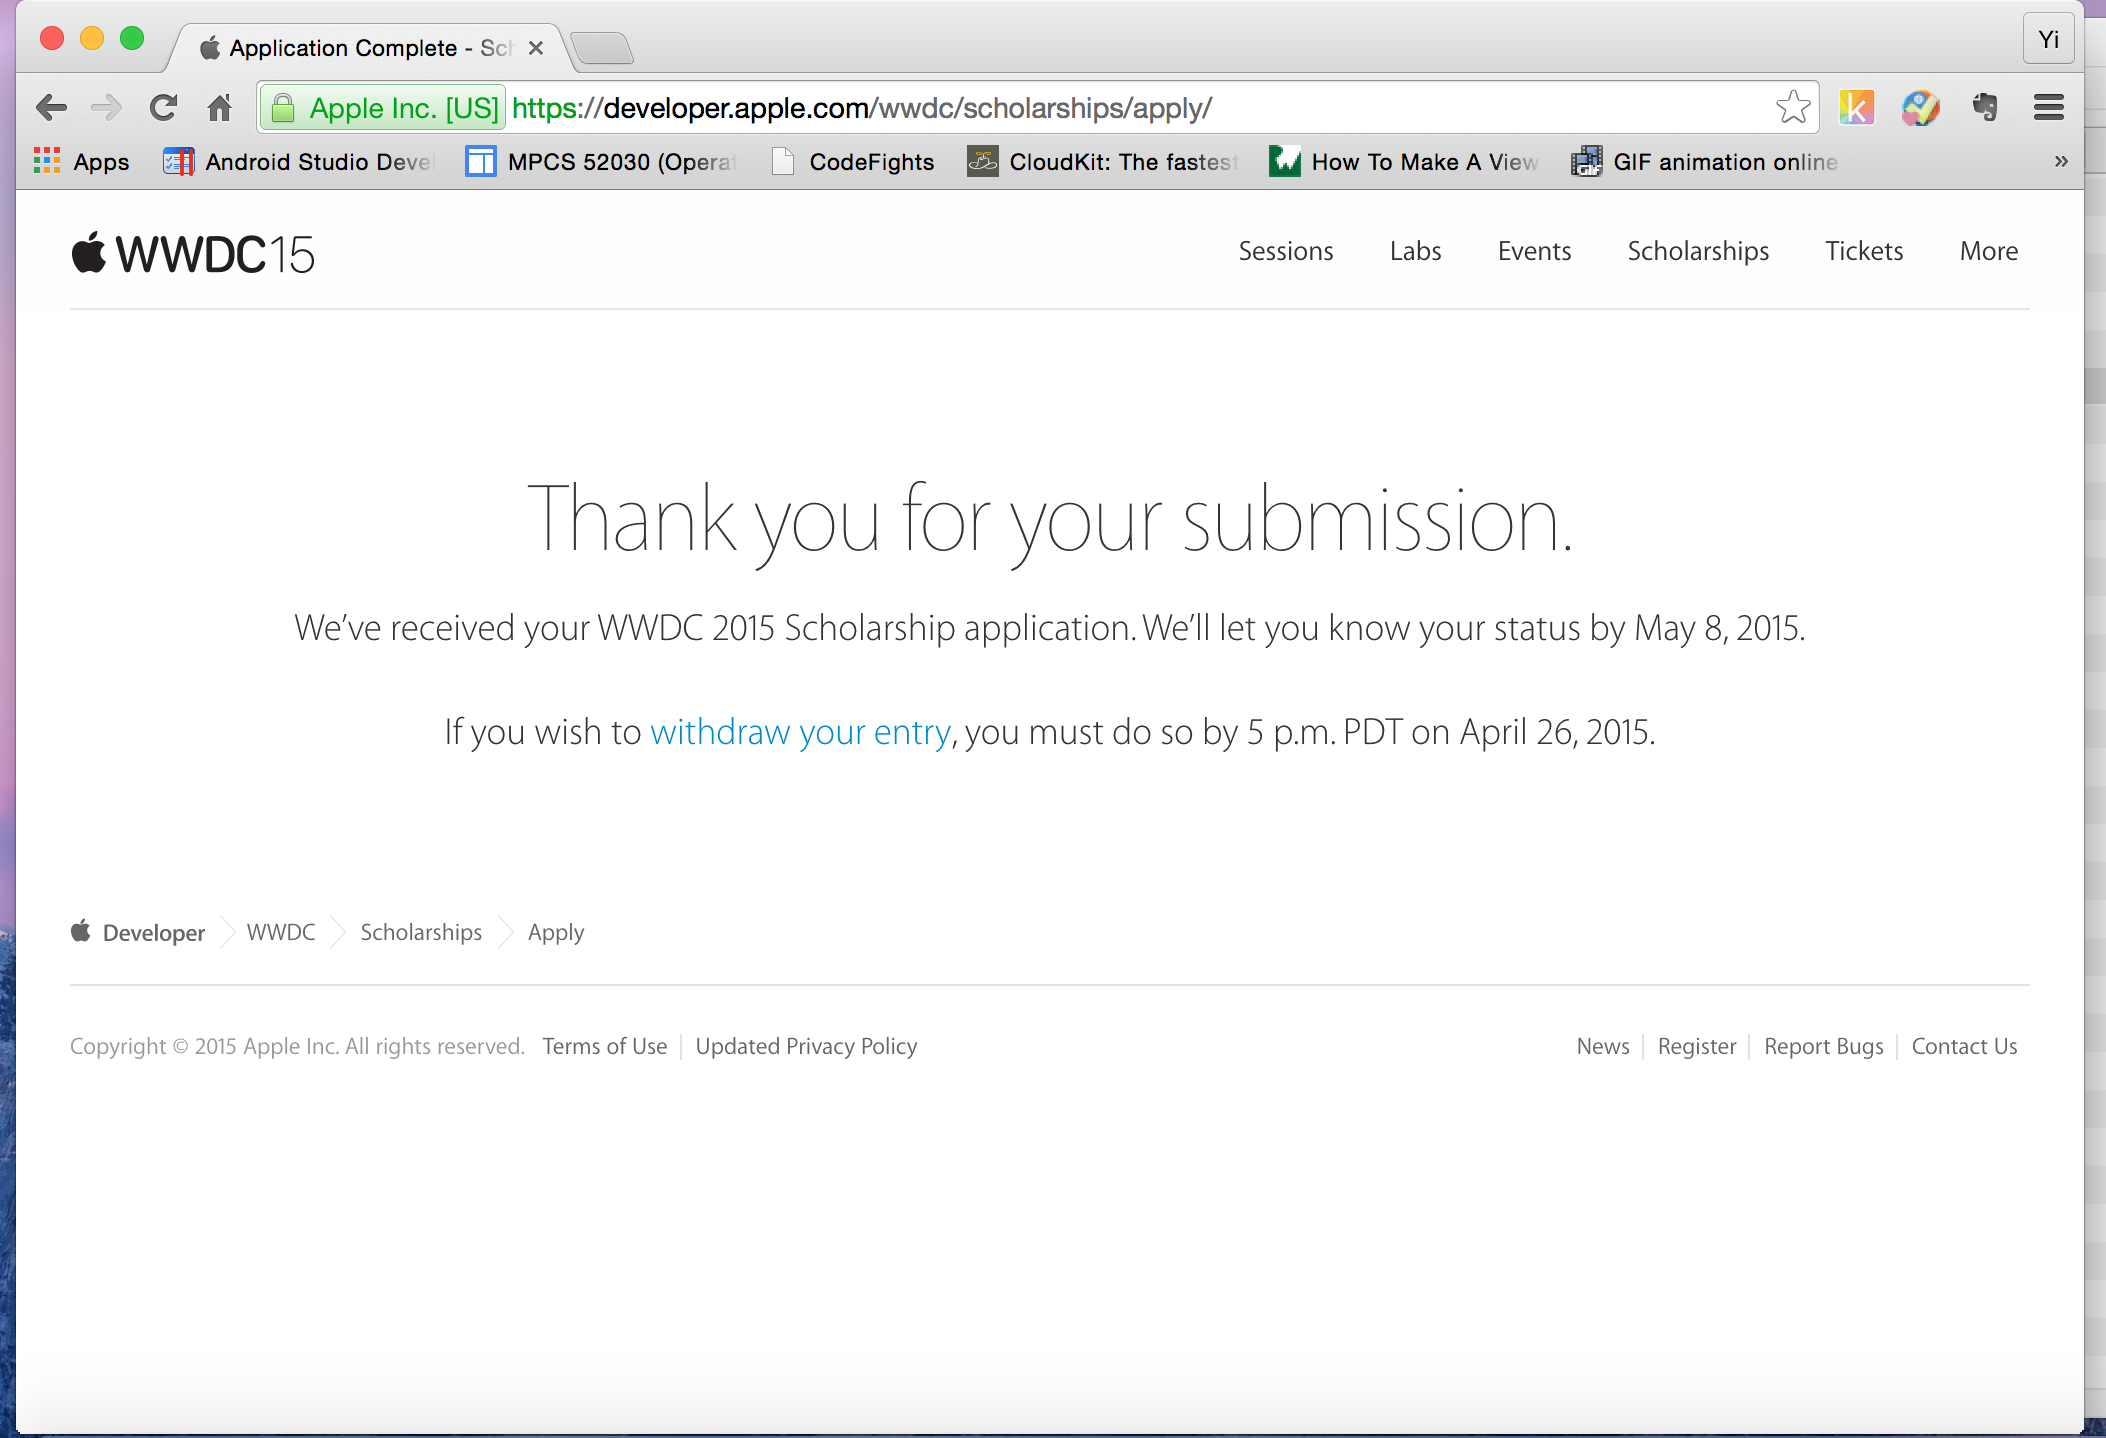 Application Complete - Sch
Yi
Apple Inc. [US] https://developer.apple.com/wwdc/scholarships/apply/
k
Apps Android Studio Deve MPCS 52030 (Operat CodeFights CloudKit: The fastest How To Make A View GIF animation online »
WWDC15 Sessions Labs Events Scholarships Tickets More
Thank you for your submission.
We’ve received your WWDC 2015 Scholarship application. We’ll let you know your status by May 8, 2015.
If you wish to withdraw your entry, you must do so by 5 p.m. PDT on April 26, 2015.
Developer WWDC Scholarships Apply
Copyright © 2015 Apple Inc. All rights reserved. Terms of Use Updated Privacy Policy News Register Report Bugs Contact Us